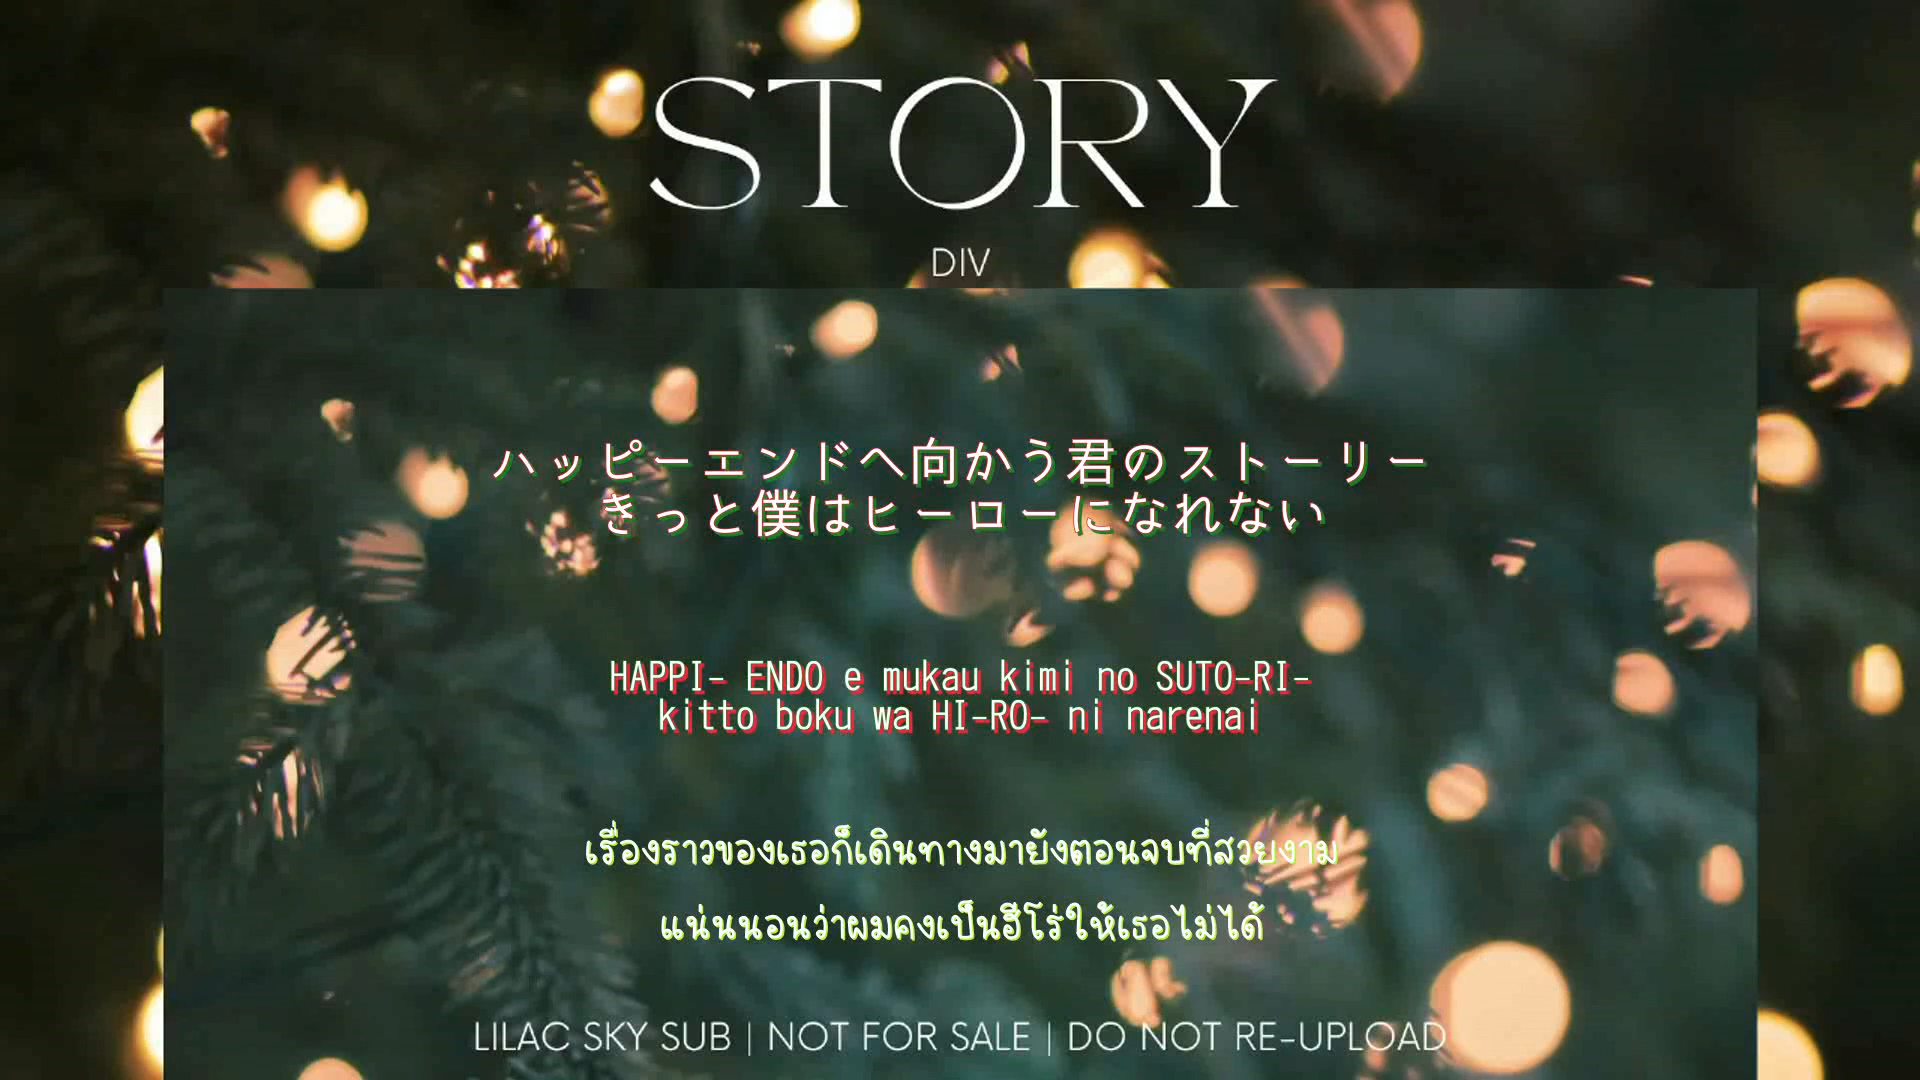 STORY
DIV
ハッピーエンドへ向かう君のストーリー
きっと僕はヒーローになれない
HAPPI- ENDO e mukau kimi no SUTO-RI-
kitto boku wa HI-RO- ni narenai
เรื่องราวของเธอก็เดินทางมายังตอนจบที่สวยงาม
แน่นนอนว่าผมคงเป็นฮีโร่ให้เธอไม่ได้
LILAC SKY SUB | NOT FOR SALE | DO NOT RE-UPLOAD